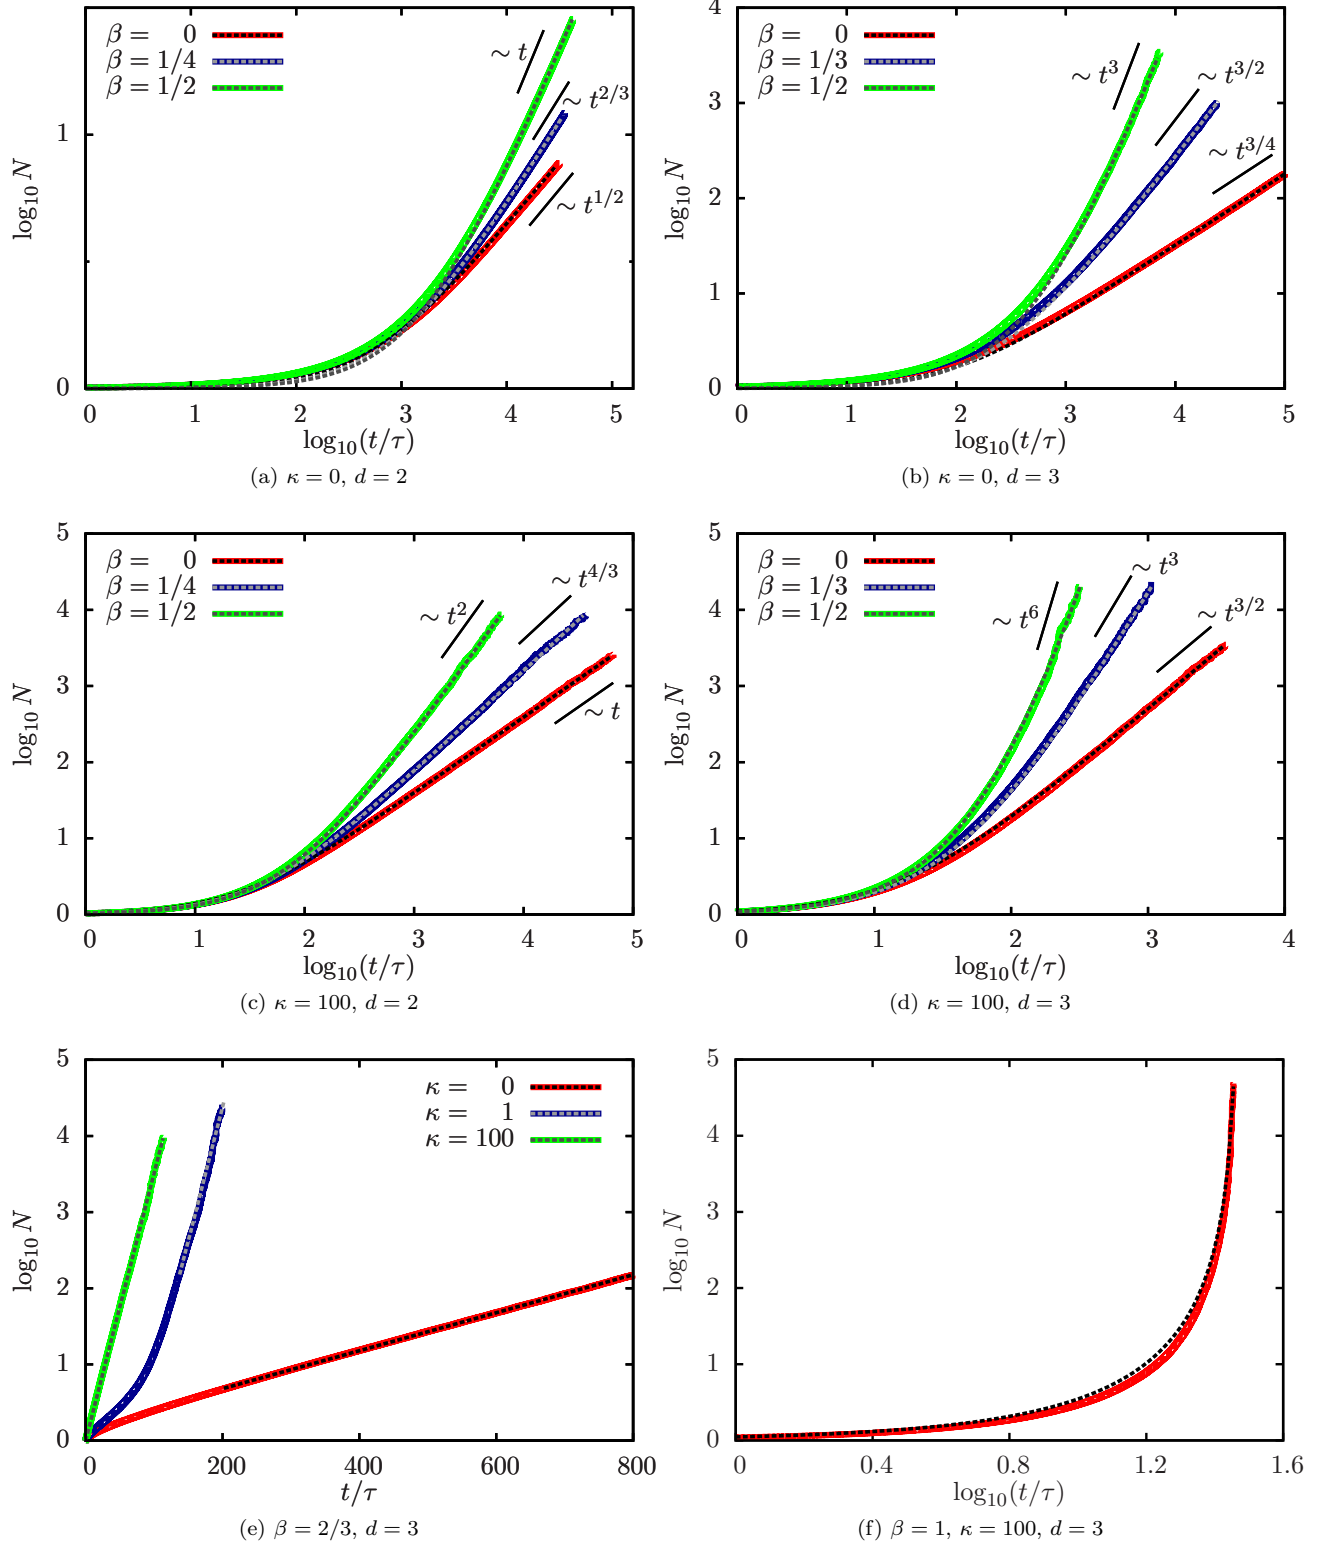 β = 0
β = 1/4
β = 1/2
∼ t
∼ t^{2/3}
∼ t^{1/2}
1
0
log₁₀ N
0 1 2 3 4 5
log₁₀(t/τ)
(a) κ = 0, d = 2
β = 0
β = 1/3
β = 1/2
∼ t³
∼ t^{3/2}
∼ t^{3/4}
4
3
2
1
0
log₁₀ N
0 1 2 3 4 5
log₁₀(t/τ)
(b) κ = 0, d = 3
β = 0
β = 1/4
β = 1/2
∼ t²
∼ t^{4/3}
∼ t
5
4
3
2
1
0
log₁₀ N
0 1 2 3 4 5
log₁₀(t/τ)
(c) κ = 100, d = 2
β = 0
β = 1/3
β = 1/2
∼ t⁶
∼ t³
∼ t^{3/2}
5
4
3
2
1
0
log₁₀ N
0 1 2 3 4
log₁₀(t/τ)
(d) κ = 100, d = 3
κ = 0
κ = 1
κ = 100
5
4
3
2
1
0
log₁₀ N
0 200 400 600 800
t/τ
(e) β = 2/3, d = 3
5
4
3
2
1
0
log₁₀ N
0 0.4 0.8 1.2 1.6
log₁₀(t/τ)
(f) β = 1, κ = 100, d = 3